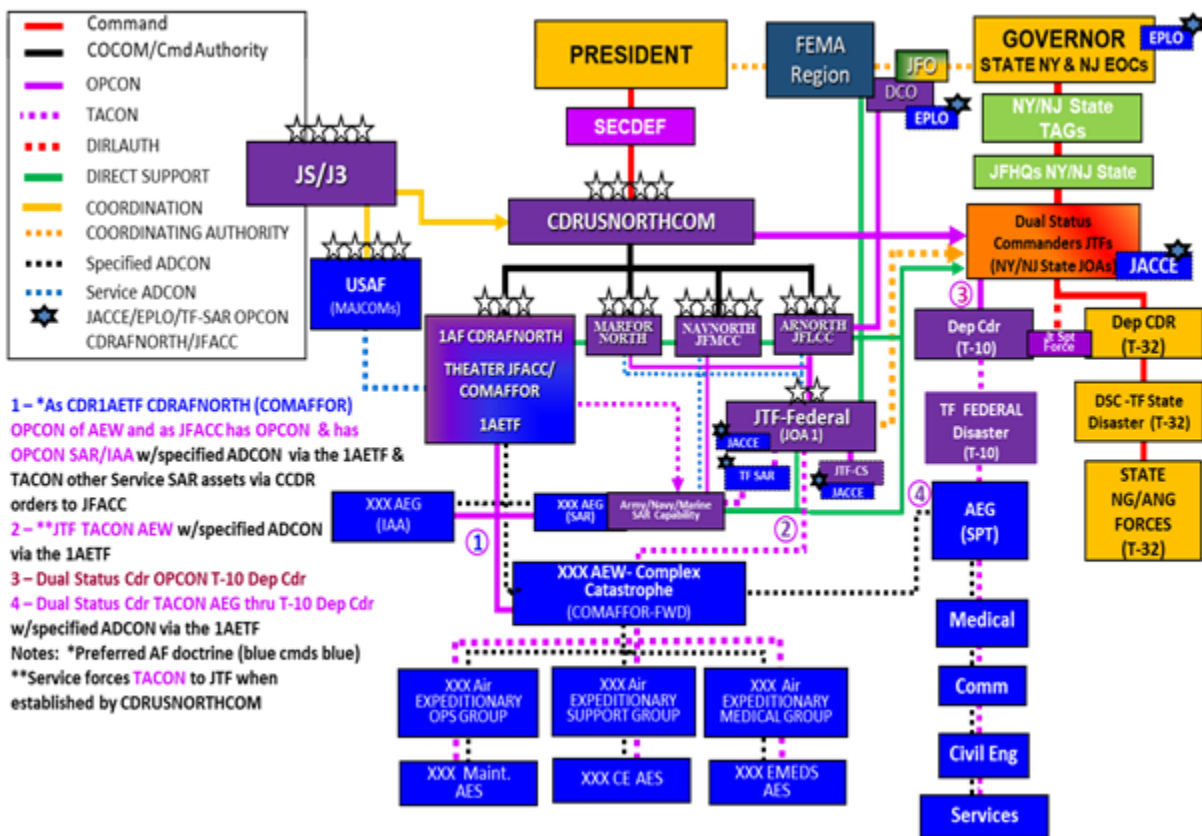 Command
COCOM/Cmd Authority
OPCON
TACON
DIRLAUTH
DIRECT SUPPORT
COORDINATION
COORDINATING AUTHORITY
Specified ADCON
Service ADCON
JACCE/EPLO/TF-SAR OPCON
CDRAFNORTH/JFACC
PRESIDENT
FEMA
Region
JFO
DCO
EPLO
GOVERNOR
STATE NY & NJ EOCs
EPLO
SECDEF
NY/NJ State
TAGs
JFHQs NY/NJ State
JS/J3
CDRUSNORTHCOM
Dual Status
Commanders JTFs
(NY/NJ State JOAs)
JACCE
USAF
(MAJCOMs)
1AF CDRAFNORTH
THEATER JFACC/
COMAFFOR
1AETF
MARFOR
NORTH
NAVNORTH
JFMCC
ARNORTH
JFLCC
3
Dep Cdr
(T-10)
Jt Spt
Force
Dep CDR
(T-32)
JTF-Federal
(JOA 1)
JACCE
TF SAR
JTF-CS
JACCE
TF FEDERAL
Disaster
(T-10)
DSC -TF State
Disaster (T-32)
STATE
NG/ANG
FORCES
(T-32)
1 – *As CDR1AETF CDRAFNORTH (COMAFFOR)
OPCON of AEW and as JFACC has OPCON & has
OPCON SAR/IAA w/specified ADCON via the 1AETF &
TACON other Service SAR assets via CCDR
orders to JFACC
2 – **JTF TACON AEW w/specified ADCON
via the 1AETF
3 – Dual Status Cdr OPCON T-10 Dep Cdr
4 – Dual Status Cdr TACON AEG thru T-10 Dep Cdr
w/specified ADCON via the 1AETF
Notes: *Preferred AF doctrine (blue cmds blue)
**Service forces TACON to JTF when
established by CDRUSNORTHCOM
XXX AEG
(IAA)
XXX AEG
(SAR)
Army/Navy/Marine
SAR Capability
1
2
4
AEG
(SPT)
XXX AEW- Complex
Catastrophe
(COMAFFOR-FWD)
Medical
Comm
Civil Eng
Services
XXX Air
EXPEDITIONARY
OPS GROUP
XXX Air
EXPEDITIONARY
SUPPORT GROUP
XXX Air
EXPEDITIONARY
MEDICAL GROUP
XXX Maint.
AES
XXX CE AES
XXX EMEDS
AES